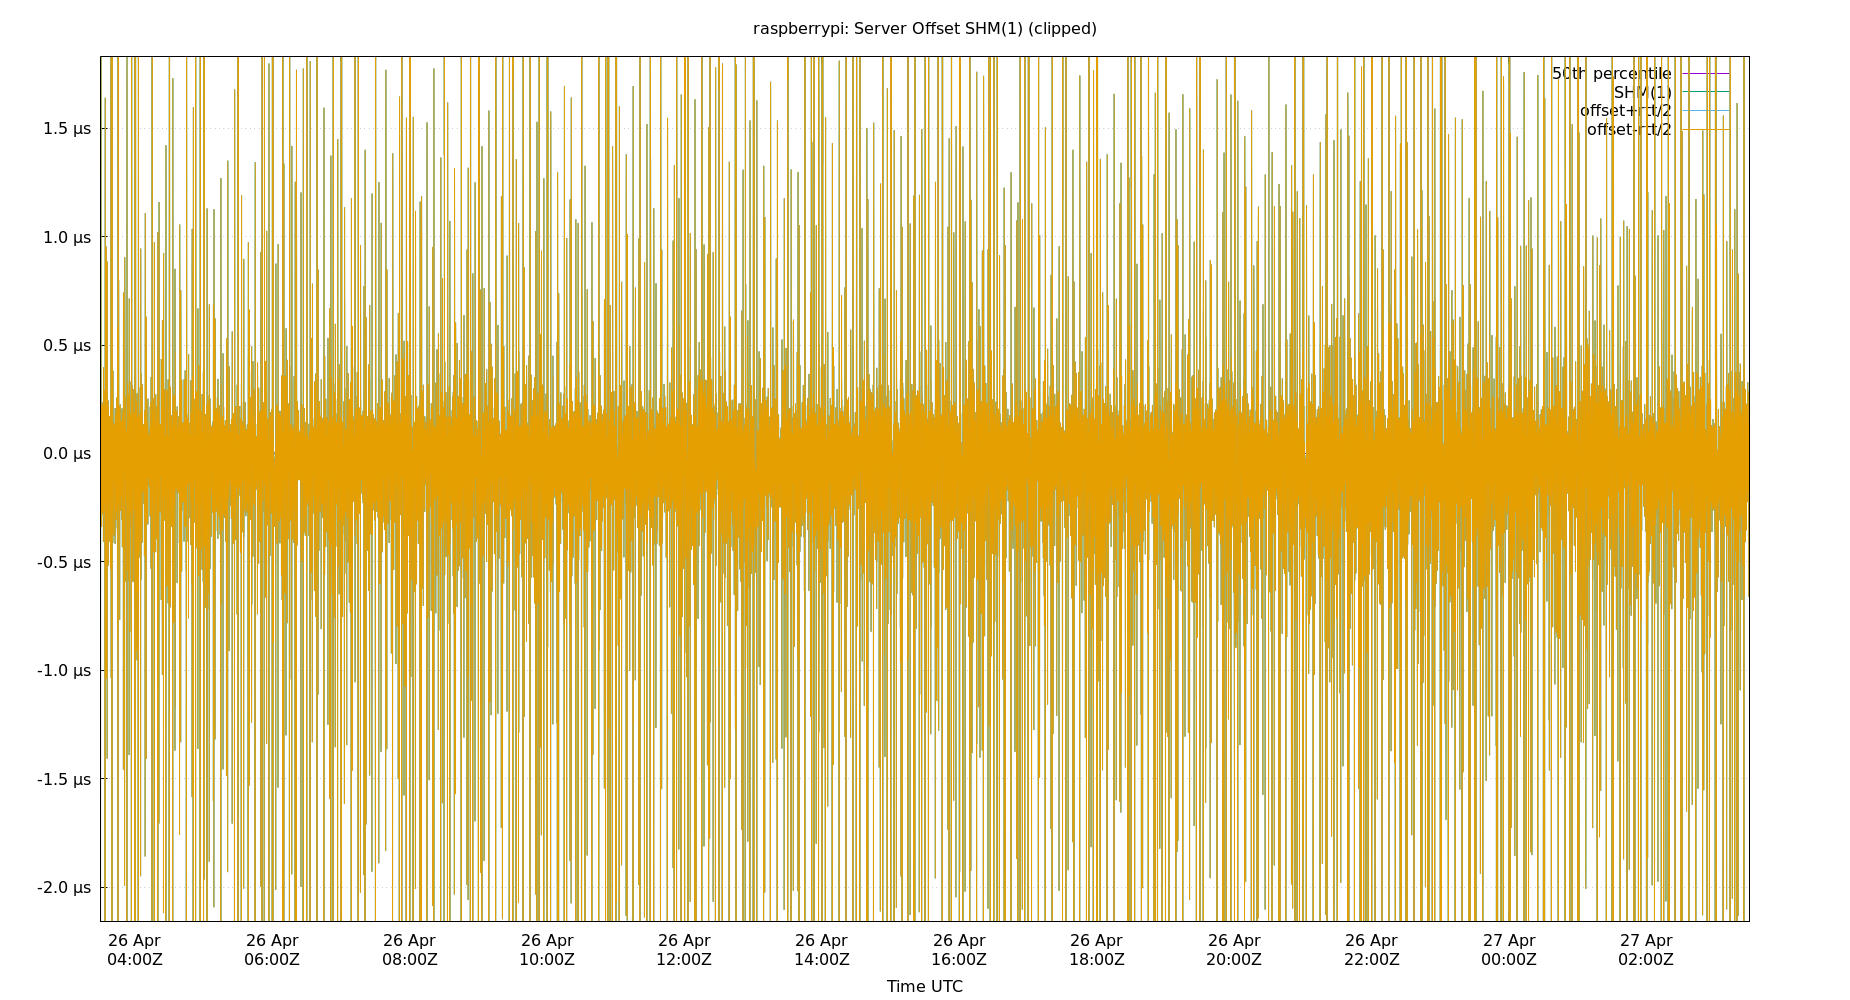 raspberrypi: Server Offset SHM(1) (clipped)
50th percentile
SHM(1)
offset+rtt/2
offset-rtt/2
1.5 µs
1.0 µs
0.5 µs
0.0 µs
-0.5 µs
-1.0 µs
-1.5 µs
-2.0 µs
26 Apr 26 Apr 26 Apr 26 Apr 26 Apr 26 Apr 26 Apr 26 Apr 26 Apr 26 Apr 27 Apr 27 Apr
04:00Z 06:00Z 08:00Z 10:00Z 12:00Z 14:00Z 16:00Z 18:00Z 20:00Z 22:00Z 00:00Z 02:00Z
Time UTC